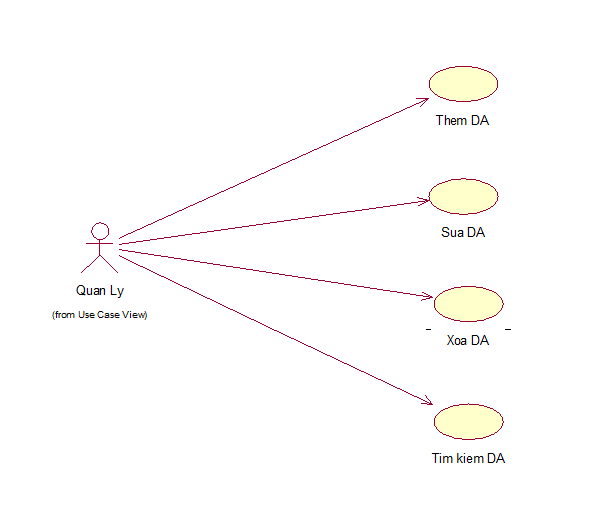 Them DA
Sua DA
Quan Ly
(from Use Case View)
Xoa DA
Tim kiem DA